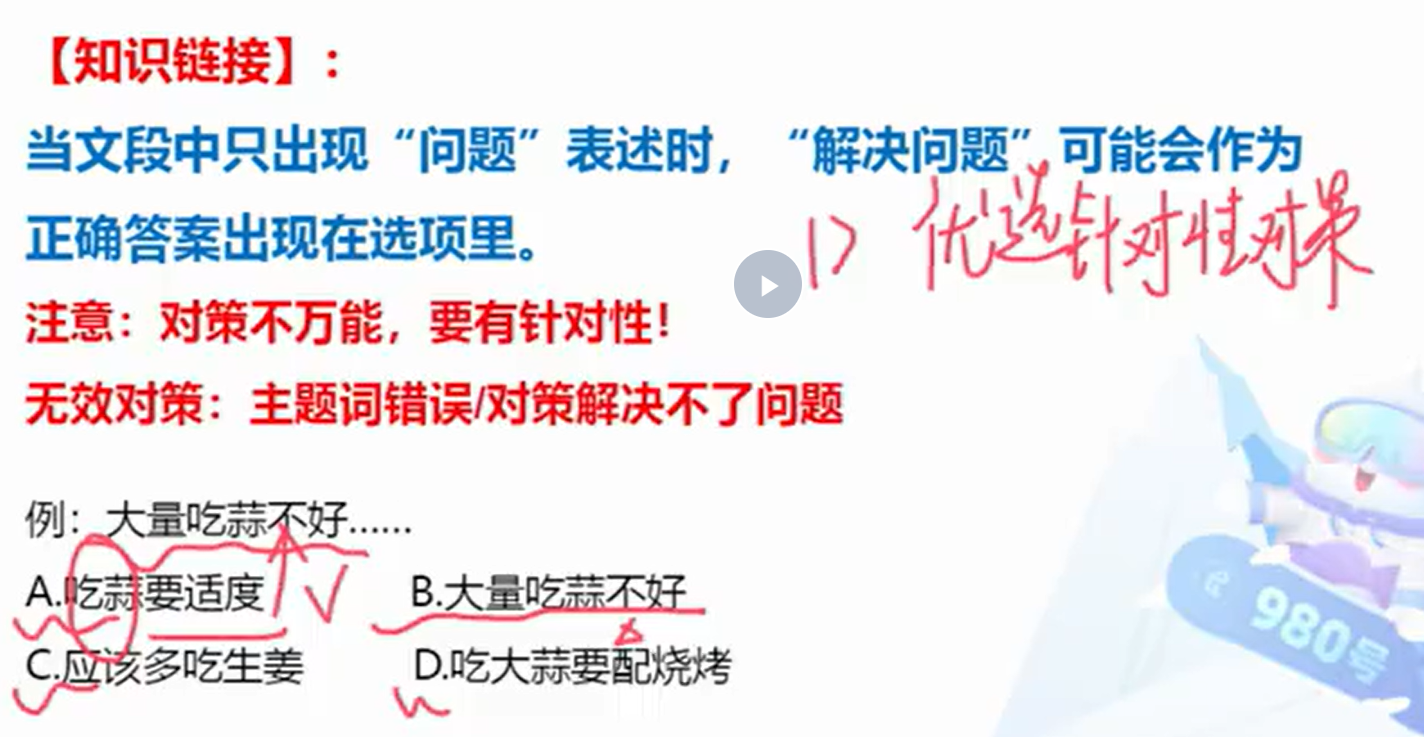 【知识链接】：
当文段中只出现“问题”表述时，“解决问题”可能会作为
正确答案出现在选项里。
1> 优选针对性对策
注意：对策不万能，要有针对性！
无效对策：主题词错误/对策解决不了问题
例：大量吃蒜不好……
A.吃蒜要适度 B.大量吃蒜不好
C.应该多吃生姜 D.吃大蒜要配烧烤
980号